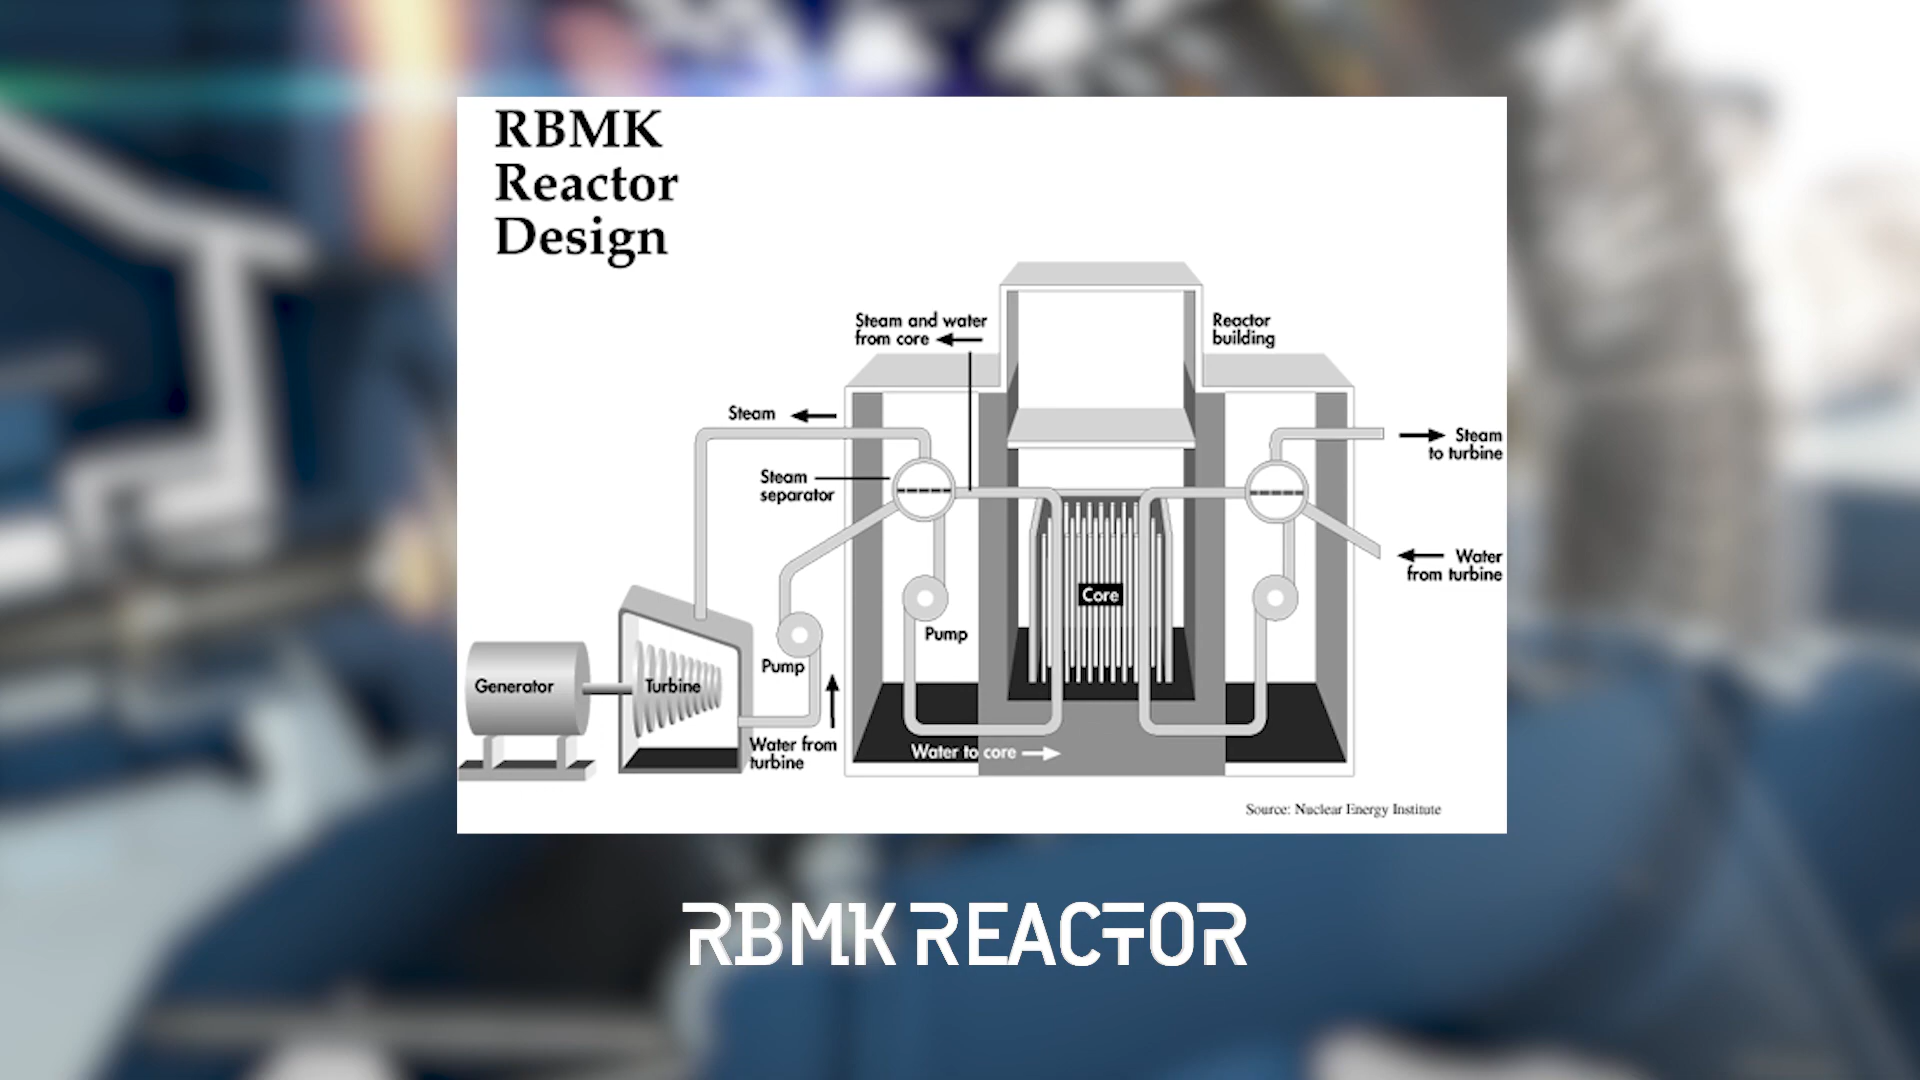 RBMK
Reactor
Design
Steam and water
from core
Reactor
building
Steam
Steam
to turbine
Steam
separator
Water
from turbine
Core
Pump
Pump
Generator
Turbine
Water from
turbine
Water to core
Source: Nuclear Energy Institute
RBMK REACTOR